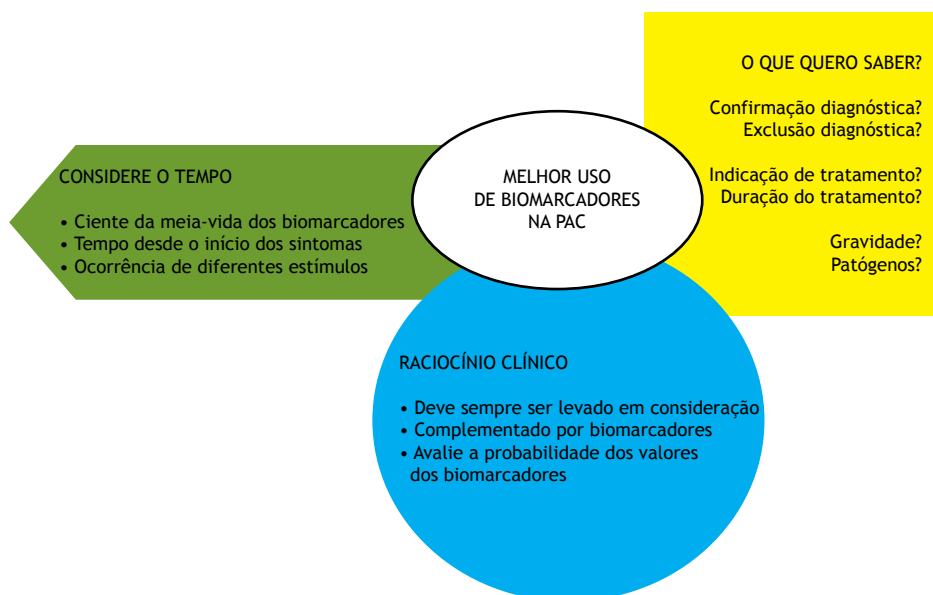 O QUE QUERO SABER?
Confirmação diagnóstica?
Exclusão diagnóstica?
Indicação de tratamento?
Duração do tratamento?
Gravidade?
Patógenos?
MELHOR USO
DE BIOMARCADORES
NA PAC
CONSIDERE O TEMPO
• Ciente da meia-vida dos biomarcadores
• Tempo desde o início dos sintomas
• Ocorrência de diferentes estímulos
RACIOCÍNIO CLÍNICO
• Deve sempre ser levado em consideração
• Complementado por biomarcadores
• Avalie a probabilidade dos valores
dos biomarcadores